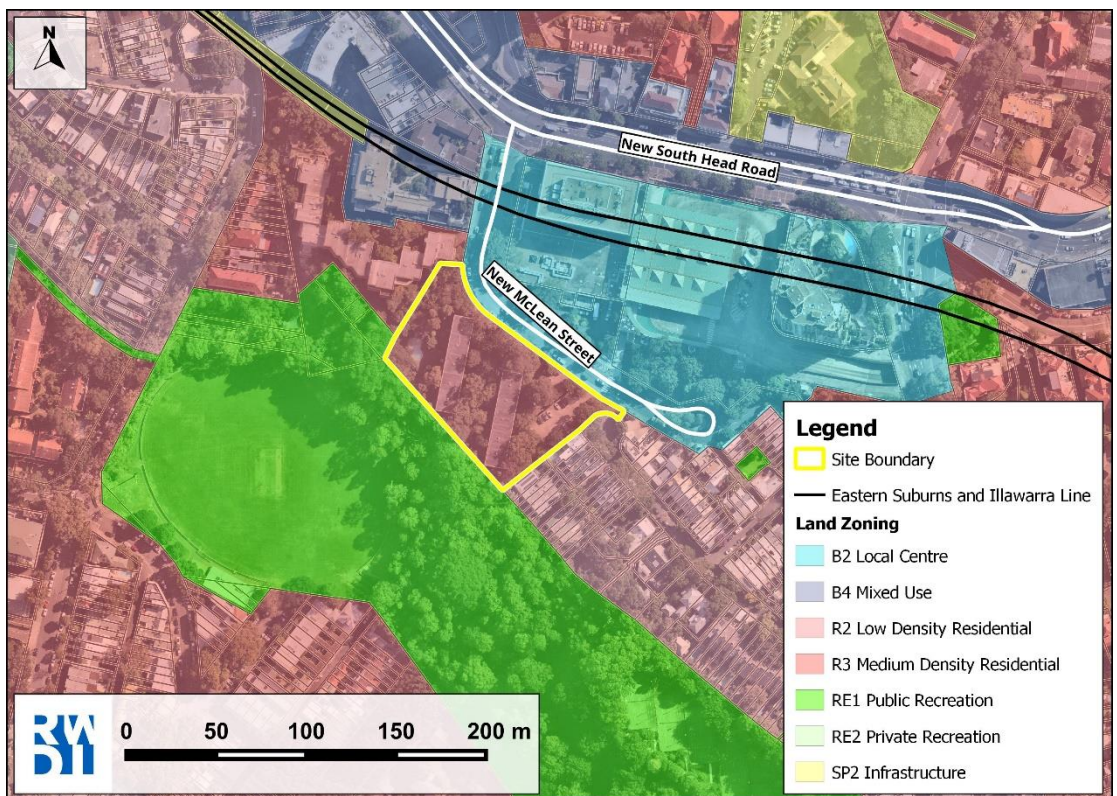 N
New South Head Road
New McLean Street
Legend
Site Boundary
Eastern Suburns and Illawarra Line
Land Zoning
B2 Local Centre
B4 Mixed Use
R2 Low Density Residential
R3 Medium Density Residential
RE1 Public Recreation
RE2 Private Recreation
SP2 Infrastructure
RW
DI
0 50 100 150 200 m